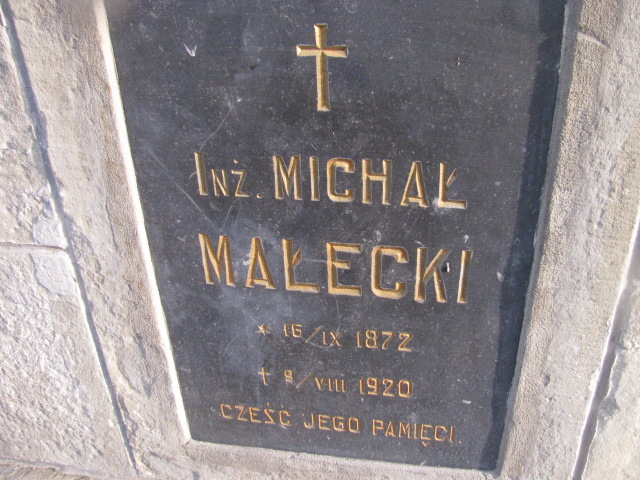 Inż. MICHAŁ
MAŁECKI
* 16/IX 1872
† 9/VIII 1920
CZEŚĆ JEGO PAMIĘCI.